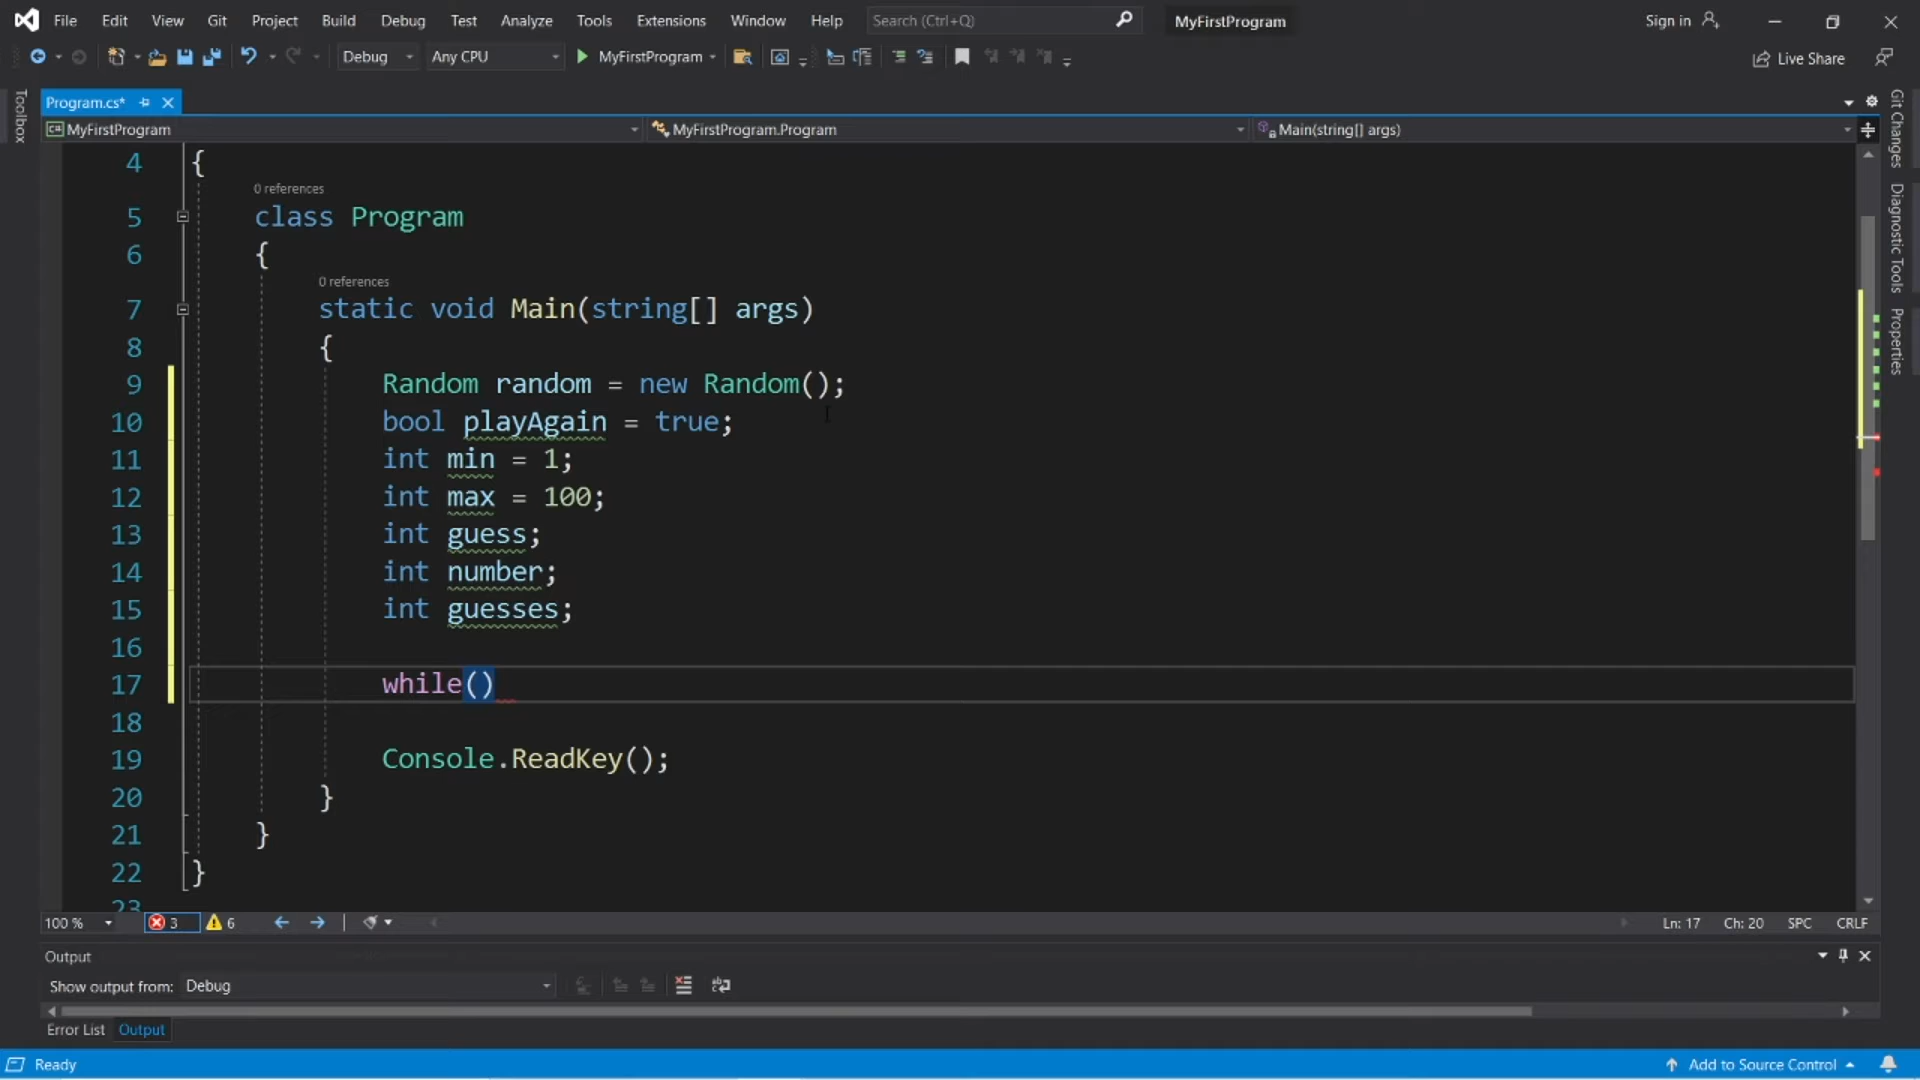 File Edit View Git Project Build Debug Test Analyze Tools Extensions Window Help Search (Ctrl+Q) MyFirstProgram Sign in
Debug Any CPU MyFirstProgram Live Share
Toolbox
Program.cs*
MyFirstProgram MyFirstProgram.Program Main(string[] args)
4 {
0 references
5 class Program
6 {
0 references
7 static void Main(string[] args)
8 {
9 Random random = new Random();
10 bool playAgain = true;
11 int min = 1;
12 int max = 100;
13 int guess;
14 int number;
15 int guesses;
16
17 while()
18
19 Console.ReadKey();
20 }
21 }
22 }
23
Git Changes
Diagnostic Tools
Properties
100 % 3 6 Ln: 17 Ch: 20 SPC CRLF
Output
Show output from: Debug
Error List Output
Ready Add to Source Control